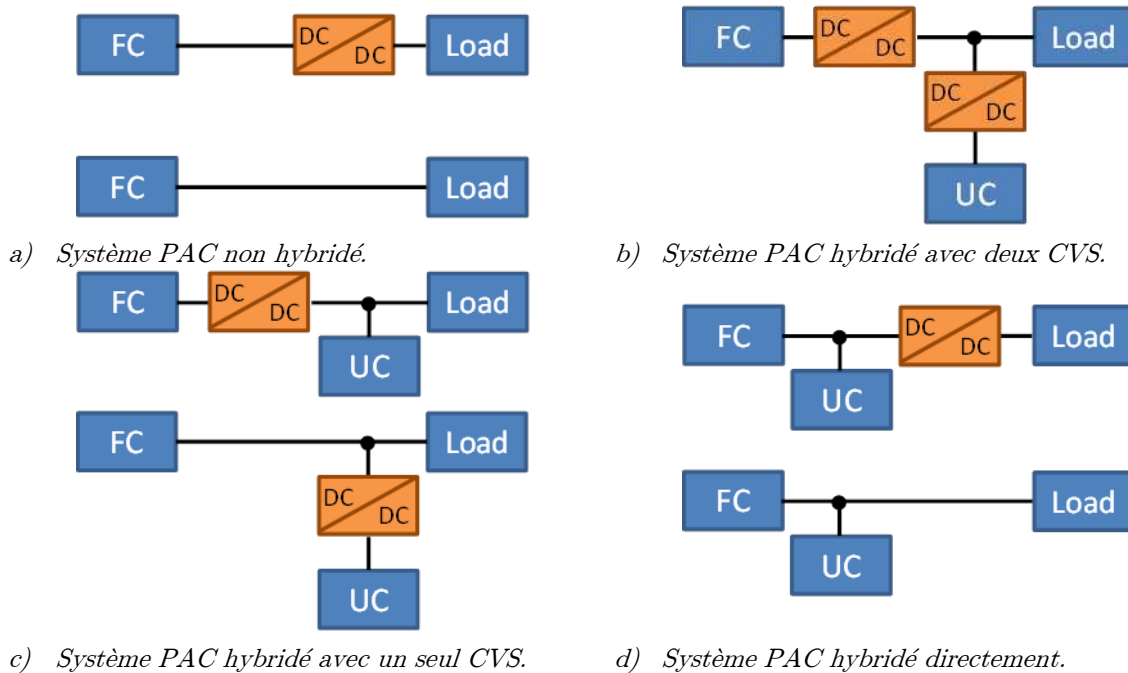 FC DC DC Load
FC Load
a) Système PAC non hybridé.
FC DC DC Load
DC DC
UC
b) Système PAC hybridé avec deux CVS.
FC DC DC Load
UC
FC Load
DC DC
UC
c) Système PAC hybridé avec un seul CVS.
FC DC DC Load
UC
FC Load
UC
d) Système PAC hybridé directement.